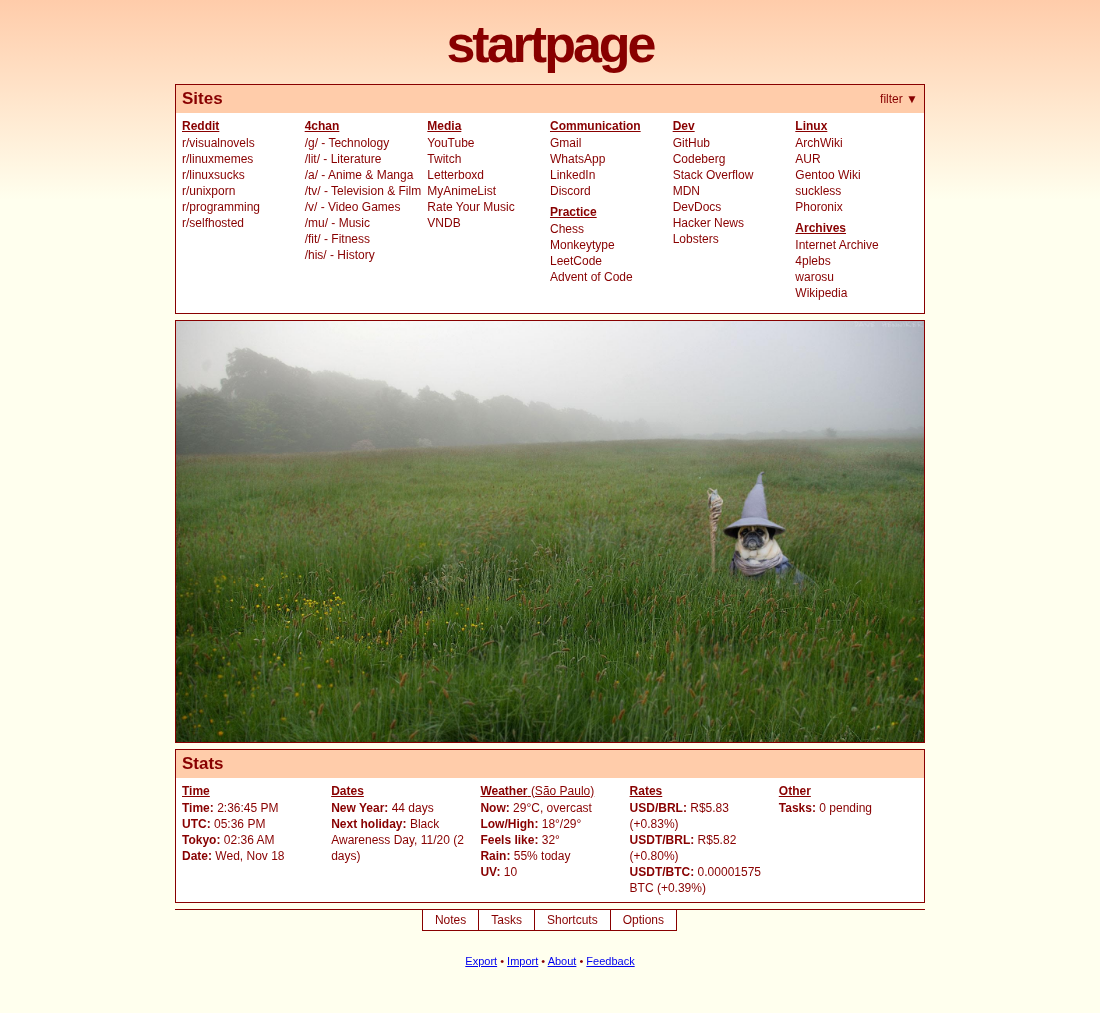 startpage
Sites
filter ▼
Reddit
r/visualnovels
r/linuxmemes
r/linuxsucks
r/unixporn
r/programming
r/selfhosted
4chan
/g/ - Technology
/lit/ - Literature
/a/ - Anime & Manga
/tv/ - Television & Film
/v/ - Video Games
/mu/ - Music
/fit/ - Fitness
/his/ - History
Media
YouTube
Twitch
Letterboxd
MyAnimeList
Rate Your Music
VNDB
Communication
Gmail
WhatsApp
LinkedIn
Discord
Practice
Chess
Monkeytype
LeetCode
Advent of Code
Dev
GitHub
Codeberg
Stack Overflow
MDN
DevDocs
Hacker News
Lobsters
Linux
ArchWiki
AUR
Gentoo Wiki
suckless
Phoronix
Archives
Internet Archive
4plebs
warosu
Wikipedia
Stats
Time
Time: 2:36:45 PM
UTC: 05:36 PM
Tokyo: 02:36 AM
Date: Wed, Nov 18
Dates
New Year: 44 days
Next holiday: Black
Awareness Day, 11/20 (2
days)
Weather (São Paulo)
Now: 29°C, overcast
Low/High: 18°/29°
Feels like: 32°
Rain: 55% today
UV: 10
Rates
USD/BRL: R$5.83
(+0.83%)
USDT/BRL: R$5.82
(+0.80%)
USDT/BTC: 0.00001575
BTC (+0.39%)
Other
Tasks: 0 pending
Notes
Tasks
Shortcuts
Options
Export • Import • About • Feedback